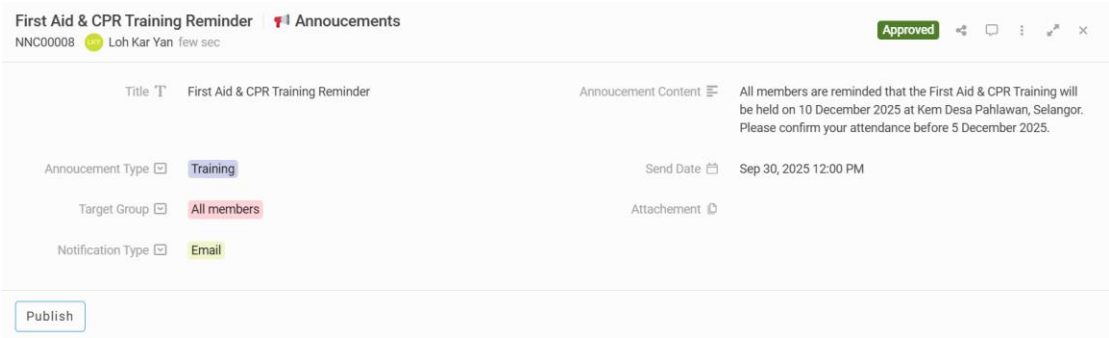 First Aid & CPR Training Reminder Annoucements
NNC00008 LKY Loh Kar Yan few sec
Approved
Title First Aid & CPR Training Reminder
Annoucement Content All members are reminded that the First Aid & CPR Training will
be held on 10 December 2025 at Kem Desa Pahlawan, Selangor.
Please confirm your attendance before 5 December 2025.
Annoucement Type Training
Send Date Sep 30, 2025 12:00 PM
Target Group All members
Attachement
Notification Type Email
Publish